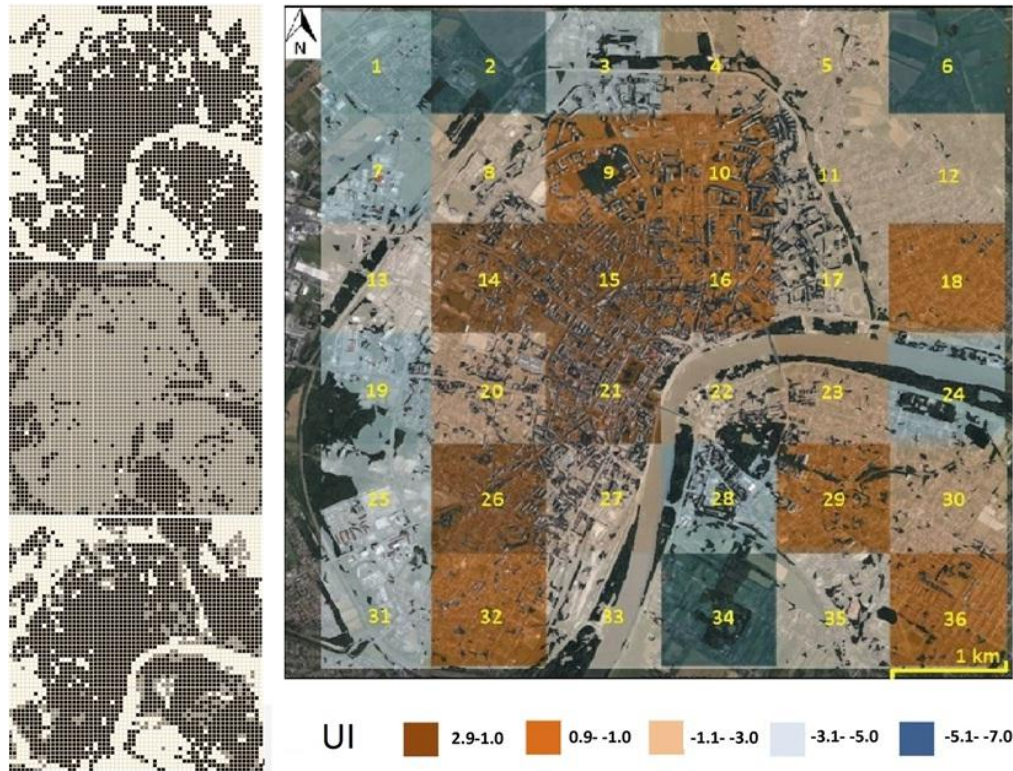 N
1 2 3 4 5 6
7 8 9 10 11 12
13 14 15 16 17 18
19 20 21 22 23 24
25 26 27 28 29 30
31 32 33 34 35 36
1 km
UI 2.9-1.0 0.9- -1.0 -1.1- -3.0 -3.1- -5.0 -5.1- -7.0